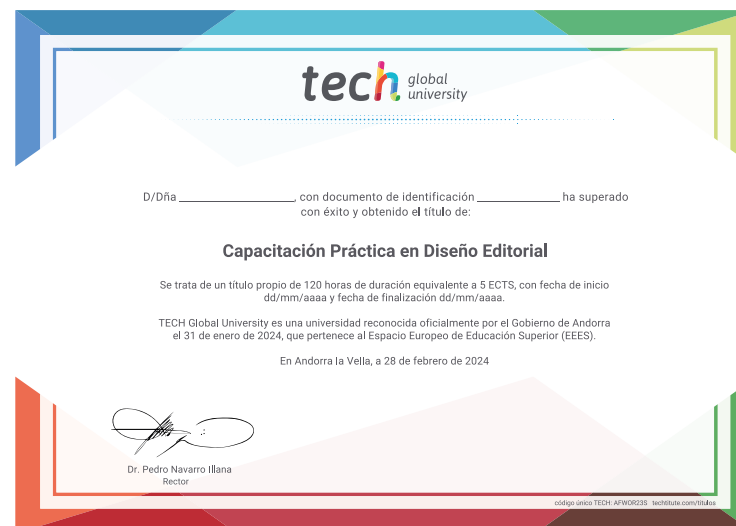 tech global university
D/Dña ____________________, con documento de identificación ______________ ha superado
con éxito y obtenido el título de:
Capacitación Práctica en Diseño Editorial
Se trata de un título propio de 120 horas de duración equivalente a 5 ECTS, con fecha de inicio
dd/mm/aaaa y fecha de finalización dd/mm/aaaa.
TECH Global University es una universidad reconocida oficialmente por el Gobierno de Andorra
el 31 de enero de 2024, que pertenece al Espacio Europeo de Educación Superior (EEES).
En Andorra la Vella, a 28 de febrero de 2024
Dr. Pedro Navarro Illana
Rector
código único TECH: AFWOR23S techtitute.com/titulos